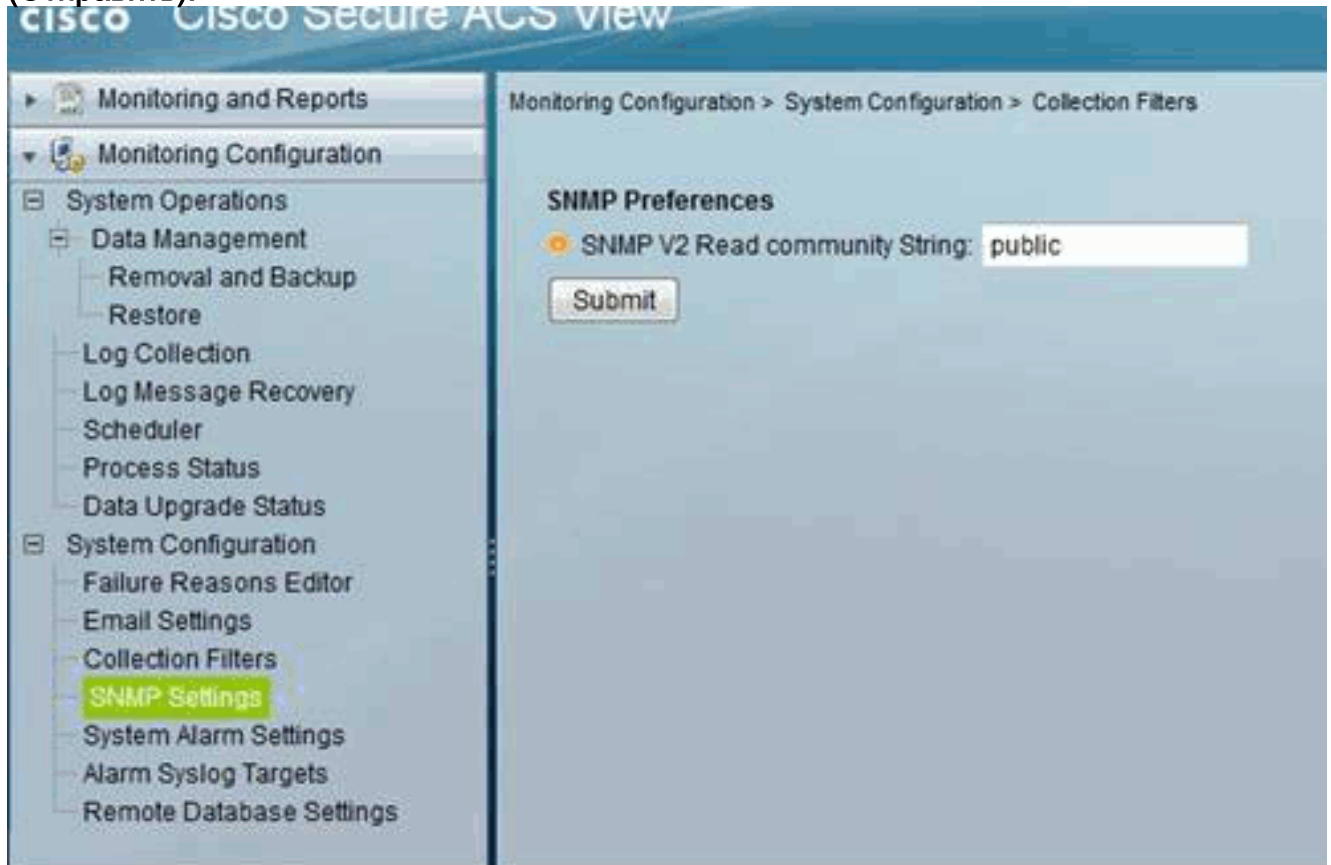 (Отправить).
cisco Cisco Secure ACS View
Monitoring and Reports
Monitoring Configuration
System Operations
Data Management
Removal and Backup
Restore
Log Collection
Log Message Recovery
Scheduler
Process Status
Data Upgrade Status
System Configuration
Failure Reasons Editor
Email Settings
Collection Filters
SNMP Settings
System Alarm Settings
Alarm Syslog Targets
Remote Database Settings
Monitoring Configuration > System Configuration > Collection Filters
SNMP Preferences
SNMP V2 Read community String: public
Submit